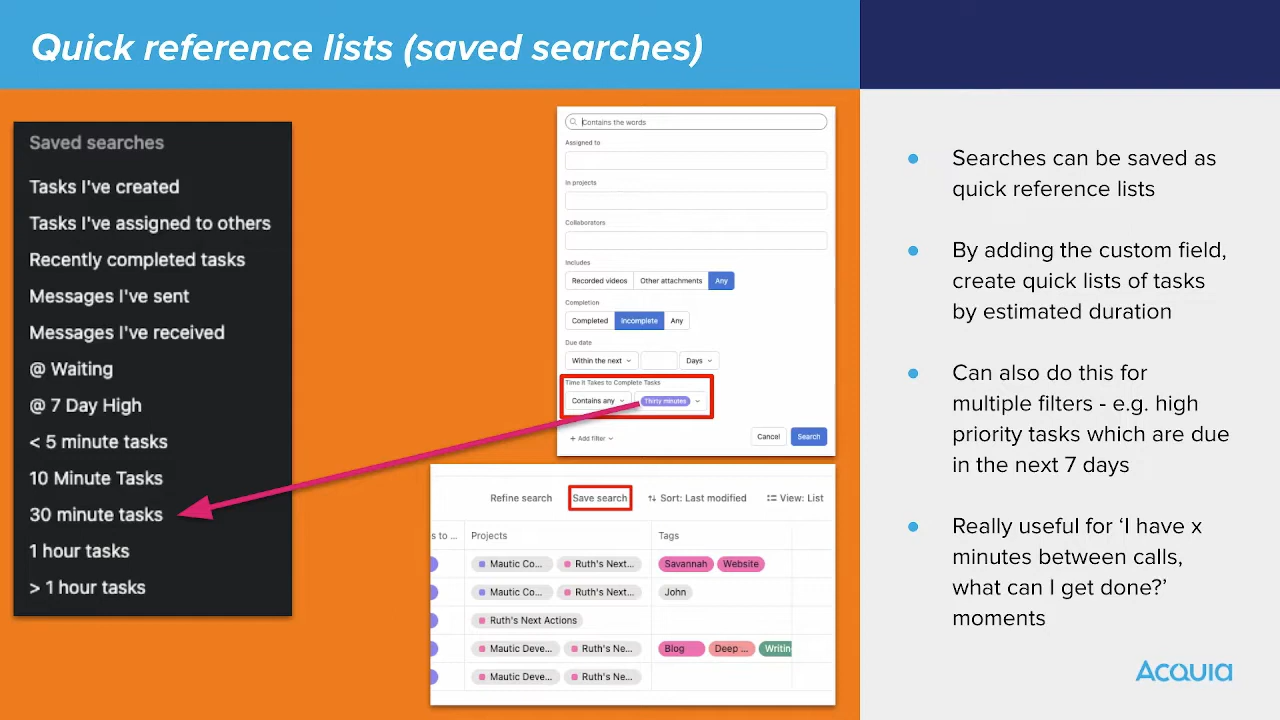 Quick reference lists (saved searches)
Saved searches
Tasks I've created
Tasks I've assigned to others
Recently completed tasks
Messages I've sent
Messages I've received
@ Waiting
@ 7 Day High
< 5 minute tasks
10 Minute Tasks
30 minute tasks
1 hour tasks
> 1 hour tasks
Contains the words
Assigned to
In projects
Collaborators
Includes
Recorded videos Other attachments Any
Completion
Completed Incomplete Any
Due date
Within the next Days
Time It Takes to Complete Tasks
Contains any Thirty minutes
+ Add filter Cancel Search
Refine search Save search Sort: Last modified View: List
s to ... Projects Tags
Mautic Co... Ruth's Next... Savannah Website
Mautic Co... Ruth's Next... John
Ruth's Next Actions
Mautic Deve... Ruth's Ne... Blog Deep ... Writin
Mautic Deve... Ruth's Ne...
Searches can be saved as
quick reference lists
By adding the custom field,
create quick lists of tasks
by estimated duration
Can also do this for
multiple filters - e.g. high
priority tasks which are due
in the next 7 days
Really useful for ‘I have x
minutes between calls,
what can I get done?’
moments
Acquia